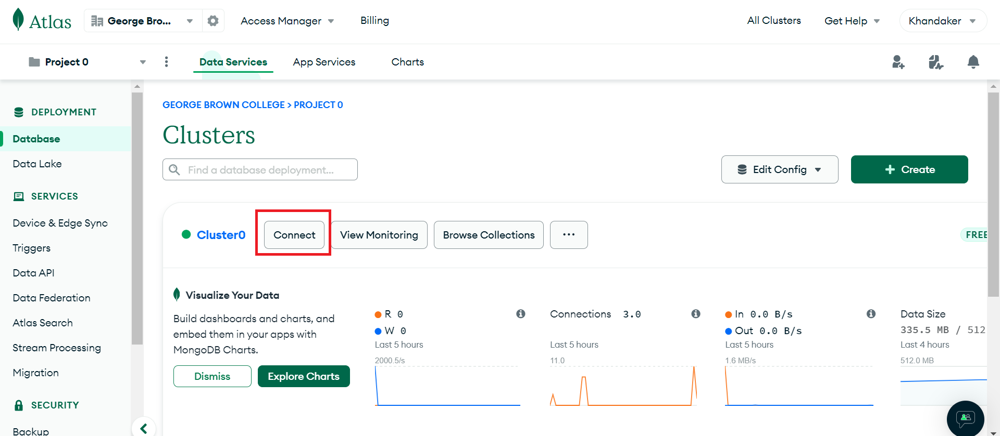 Atlas
George Bro...
Access Manager
Billing
All Clusters
Get Help
Khandaker
Project 0
Data Services
App Services
Charts
DEPLOYMENT
Database
Data Lake
SERVICES
Device & Edge Sync
Triggers
Data API
Data Federation
Atlas Search
Stream Processing
Migration
SECURITY
Backup
GEORGE BROWN COLLEGE > PROJECT 0
Clusters
Find a database deployment...
Edit Config
+ Create
Cluster0
Connect
View Monitoring
Browse Collections
...
FREE
Visualize Your Data
Build dashboards and charts, and
embed them in your apps with
MongoDB Charts.
Dismiss
Explore Charts
R 0
W 0
Last 5 hours
2000.5/s
Connections 3.0
Last 5 hours
11.0
In 0.0 B/s
Out 0.0 B/s
Last 5 hours
1.6 MB/s
Data Size
335.5 MB / 512
Last 4 hours
512.0 MB